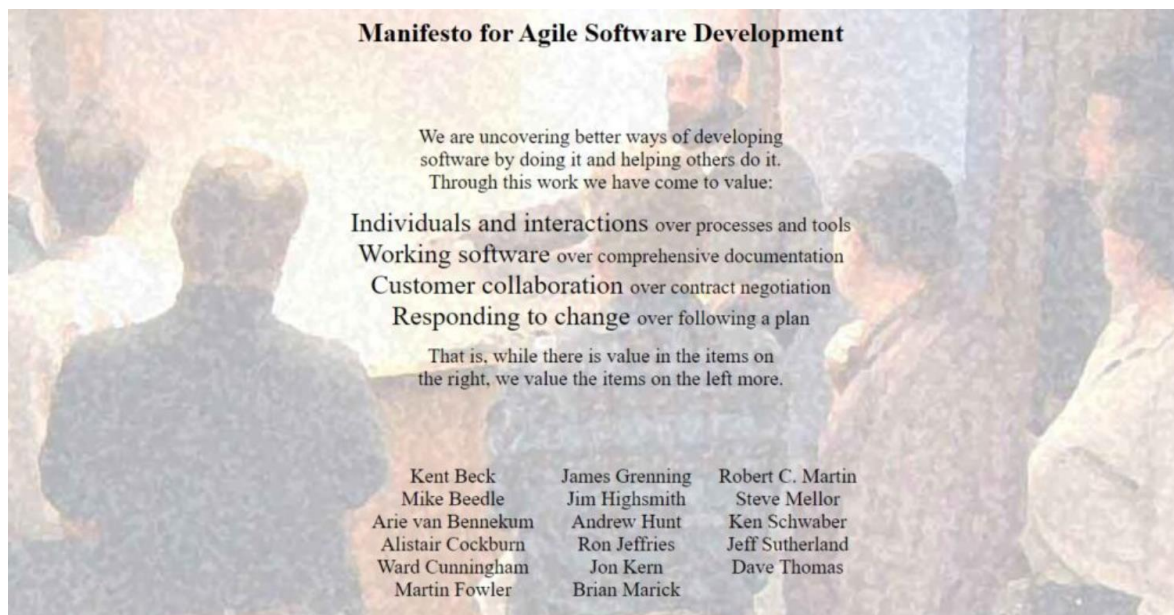 Manifesto for Agile Software Development
We are uncovering better ways of developing
software by doing it and helping others do it.
Through this work we have come to value:
Individuals and interactions over processes and tools
Working software over comprehensive documentation
Customer collaboration over contract negotiation
Responding to change over following a plan
That is, while there is value in the items on
the right, we value the items on the left more.
Kent Beck
Mike Beedle
Arie van Bennekum
Alistair Cockburn
Ward Cunningham
Martin Fowler
James Grenning
Jim Highsmith
Andrew Hunt
Ron Jeffries
Jon Kern
Brian Marick
Robert C. Martin
Steve Mellor
Ken Schwaber
Jeff Sutherland
Dave Thomas